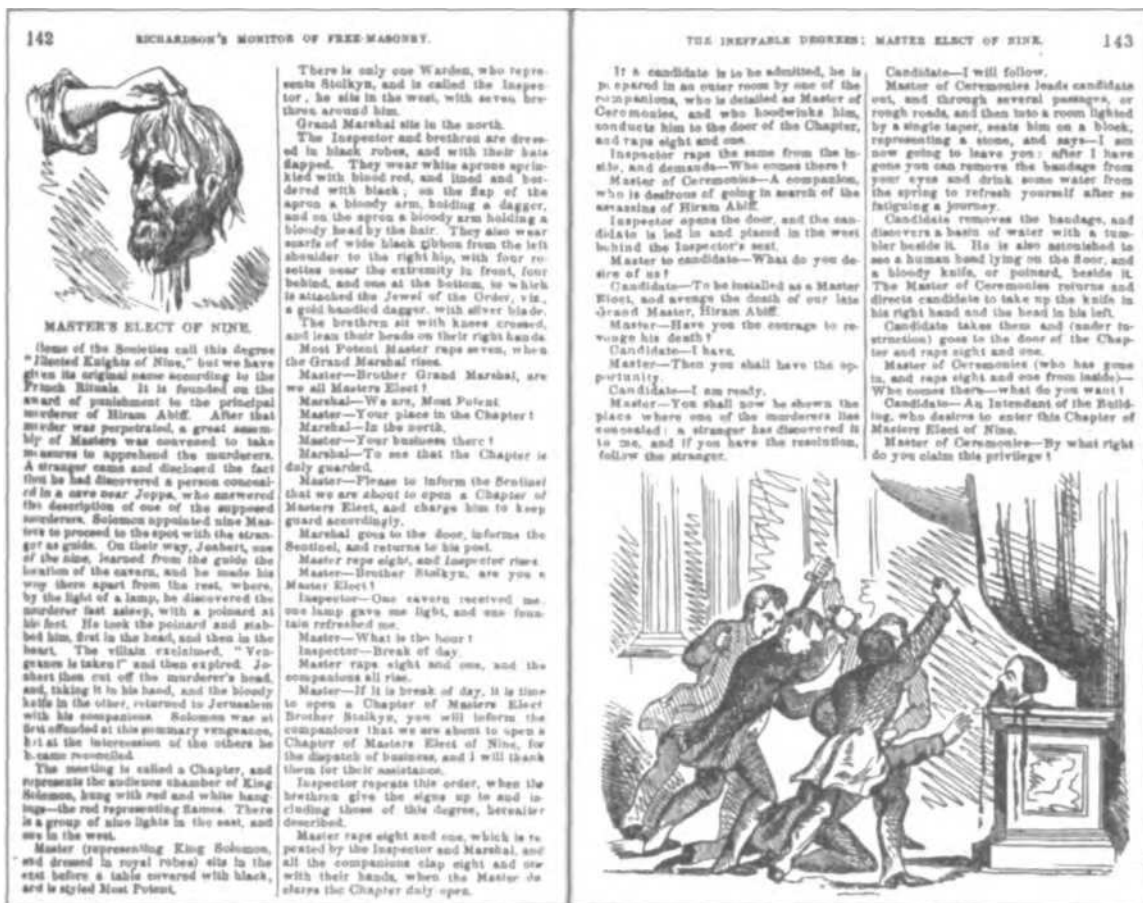 142
RICHARDSON'S MONITOR OF FREE-MASONRY.
MASTER'S ELECT OF NINE.
Some of the Societies call this degree
"Elected Knights of Nine," but we have
given its original name according to the
French Rituals. It is founded on the
award of punishment to the principal
murderer of Hiram Abiff. After that
murder was perpetrated, a great assem-
bly of Masters was convened to take
measures to apprehend the murderers.
A stranger came and disclosed the fact
that he had discovered a person conceal-
ed in a cave near Joppa, who answered
the description of one of the supposed
murderers. Solomon appointed nine Mas-
ters to proceed to the spot with the stran-
ger as guide. On their way, Joabert, one
of the nine, learned from the guide the
location of the cavern, and he made his
way there apart from the rest, where,
by the light of a lamp, he discovered the
murderer fast asleep, with a poinard at
his feet. He took the poinard and stab-
bed him, first in the head, and then in the
heart. The villain exclaimed, "Ven-
geance is taken!" and then expired. Jo-
abert then cut off the murderer's head,
and, taking it in his hand, and the bloody
knife in the other, returned to Jerusalem
with his companions. Solomon was at
first offended at this summary vengeance,
but at the intercession of the others he
became reconciled.
The meeting is called a Chapter, and
represents the audience chamber of King
Solomon, hung with red and white hang-
ings—the red representing flames. There
is a group of nine lights in the east, and
one in the west.
Master (representing King Solomon,
and dressed in royal robes) sits in the
east before a table covered with black,
and is styled Most Potent.
There is only one Warden, who repre-
sents Stolkyn, and is called the Inspec-
tor, he sits in the west, with seven bre-
thren around him.
Grand Marshal sits in the north.
The Inspector and brethren are dress-
ed in black robes, and with their hats
flapped. They wear white aprons sprin-
kled with blood red, and lined and bor-
dered with black; on the flap of the
apron a bloody arm, holding a dagger,
and on the apron a bloody arm holding a
bloody head by the hair. They also wear
scarfs of wide black ribbon from the left
shoulder to the right hip, with four ro-
settes near the extremity in front, four
behind, and one at the bottom, to which
is attached the Jewel of the Order, viz.,
a gold handled dagger, with silver blade.
The brethren sit with knees crossed,
and lean their heads on their right hands.
Most Potent Master raps seven, when
the Grand Marshal rises.
Master—Brother Grand Marshal, are
we all Masters Elect?
Marshal—We are, Most Potent.
Master—Your place in the Chapter?
Marshal—In the north.
Master—Your business there?
Marshal—To see that the Chapter is
duly guarded.
Master—Please to inform the Sentinel
that we are about to open a Chapter of
Masters Elect, and charge him to keep
guard accordingly.
Marshal goes to the door, informs the
Sentinel, and returns to his post.
Master raps eight, and Inspector rises.
Master—Brother Stolkyn, are you a
Master Elect?
Inspector—One cavern received me,
one lamp gave me light, and one foun-
tain refreshed me.
Master—What is the hour?
Inspector—Break of day.
Master raps eight and one, and the
companions all rise.
Master—If it is break of day, it is time
to open a Chapter of Masters Elect.
Brother Stolkyn, you will inform the
companions that we are about to open a
Chapter of Masters Elect of Nine, for
the dispatch of business, and I will thank
them for their assistance.
Inspector repeats this order, when the
brethren give the signs up to and in-
cluding those of this degree, hereafter
described.
Master raps eight and one, which is re-
peated by the Inspector and Marshal, and
all the companions clap eight and one
with their hands, when the Master de-
clares the Chapter duly open.
THE INEFFABLE DEGREES; MASTER ELECT OF NINE.
143
If a candidate is to be admitted, he is
prepared in an outer room by one of the
companions, who is detailed as Master of
Ceremonies, and who hoodwinks him,
conducts him to the door of the Chapter,
and raps eight and one.
Inspector raps the same from the in-
side, and demands—Who comes there?
Master of Ceremonies—A companion,
who is desirous of going in search of the
assassins of Hiram Abiff.
Inspector opens the door, and the can-
didate is led in and placed in the west
behind the Inspector's seat.
Master to candidate—What do you de-
sire of us?
Candidate—To be installed as a Master
Elect, and avenge the death of our late
Grand Master, Hiram Abiff.
Master—Have you the courage to re-
venge his death?
Candidate—I have.
Master—Then you shall have the op-
portunity.
Candidate—I am ready.
Master—You shall now be shown the
place where one of the murderers lies
concealed: a stranger has discovered it
to me, and if you have the resolution,
follow the stranger.
Candidate—I will follow.
Master of Ceremonies leads candidate
out, and through several passages, or
rough roads, and then into a room lighted
by a single taper, seats him on a block,
representing a stone, and says—I am
now going to leave you: after I have
gone you can remove the bandage from
your eyes and drink some water from
the spring to refresh yourself after so
fatiguing a journey.
Candidate removes the bandage, and
discovers a basin of water with a tum-
bler beside it. He is also astonished to
see a human head lying on the floor, and
a bloody knife, or poinard, beside it.
The Master of Ceremonies returns and
directs candidate to take up the knife in
his right hand and the head in his left.
Candidate takes them and (under in-
struction) goes to the door of the Chap-
ter and raps eight and one.
Master of Ceremonies (who has gone
in, and raps eight and one from inside)—
Who comes there—what do you want?
Candidate—An Intendent of the Build-
ing, who desires to enter this Chapter of
Masters Elect of Nine.
Master of Ceremonies—By what right
do you claim this privilege?